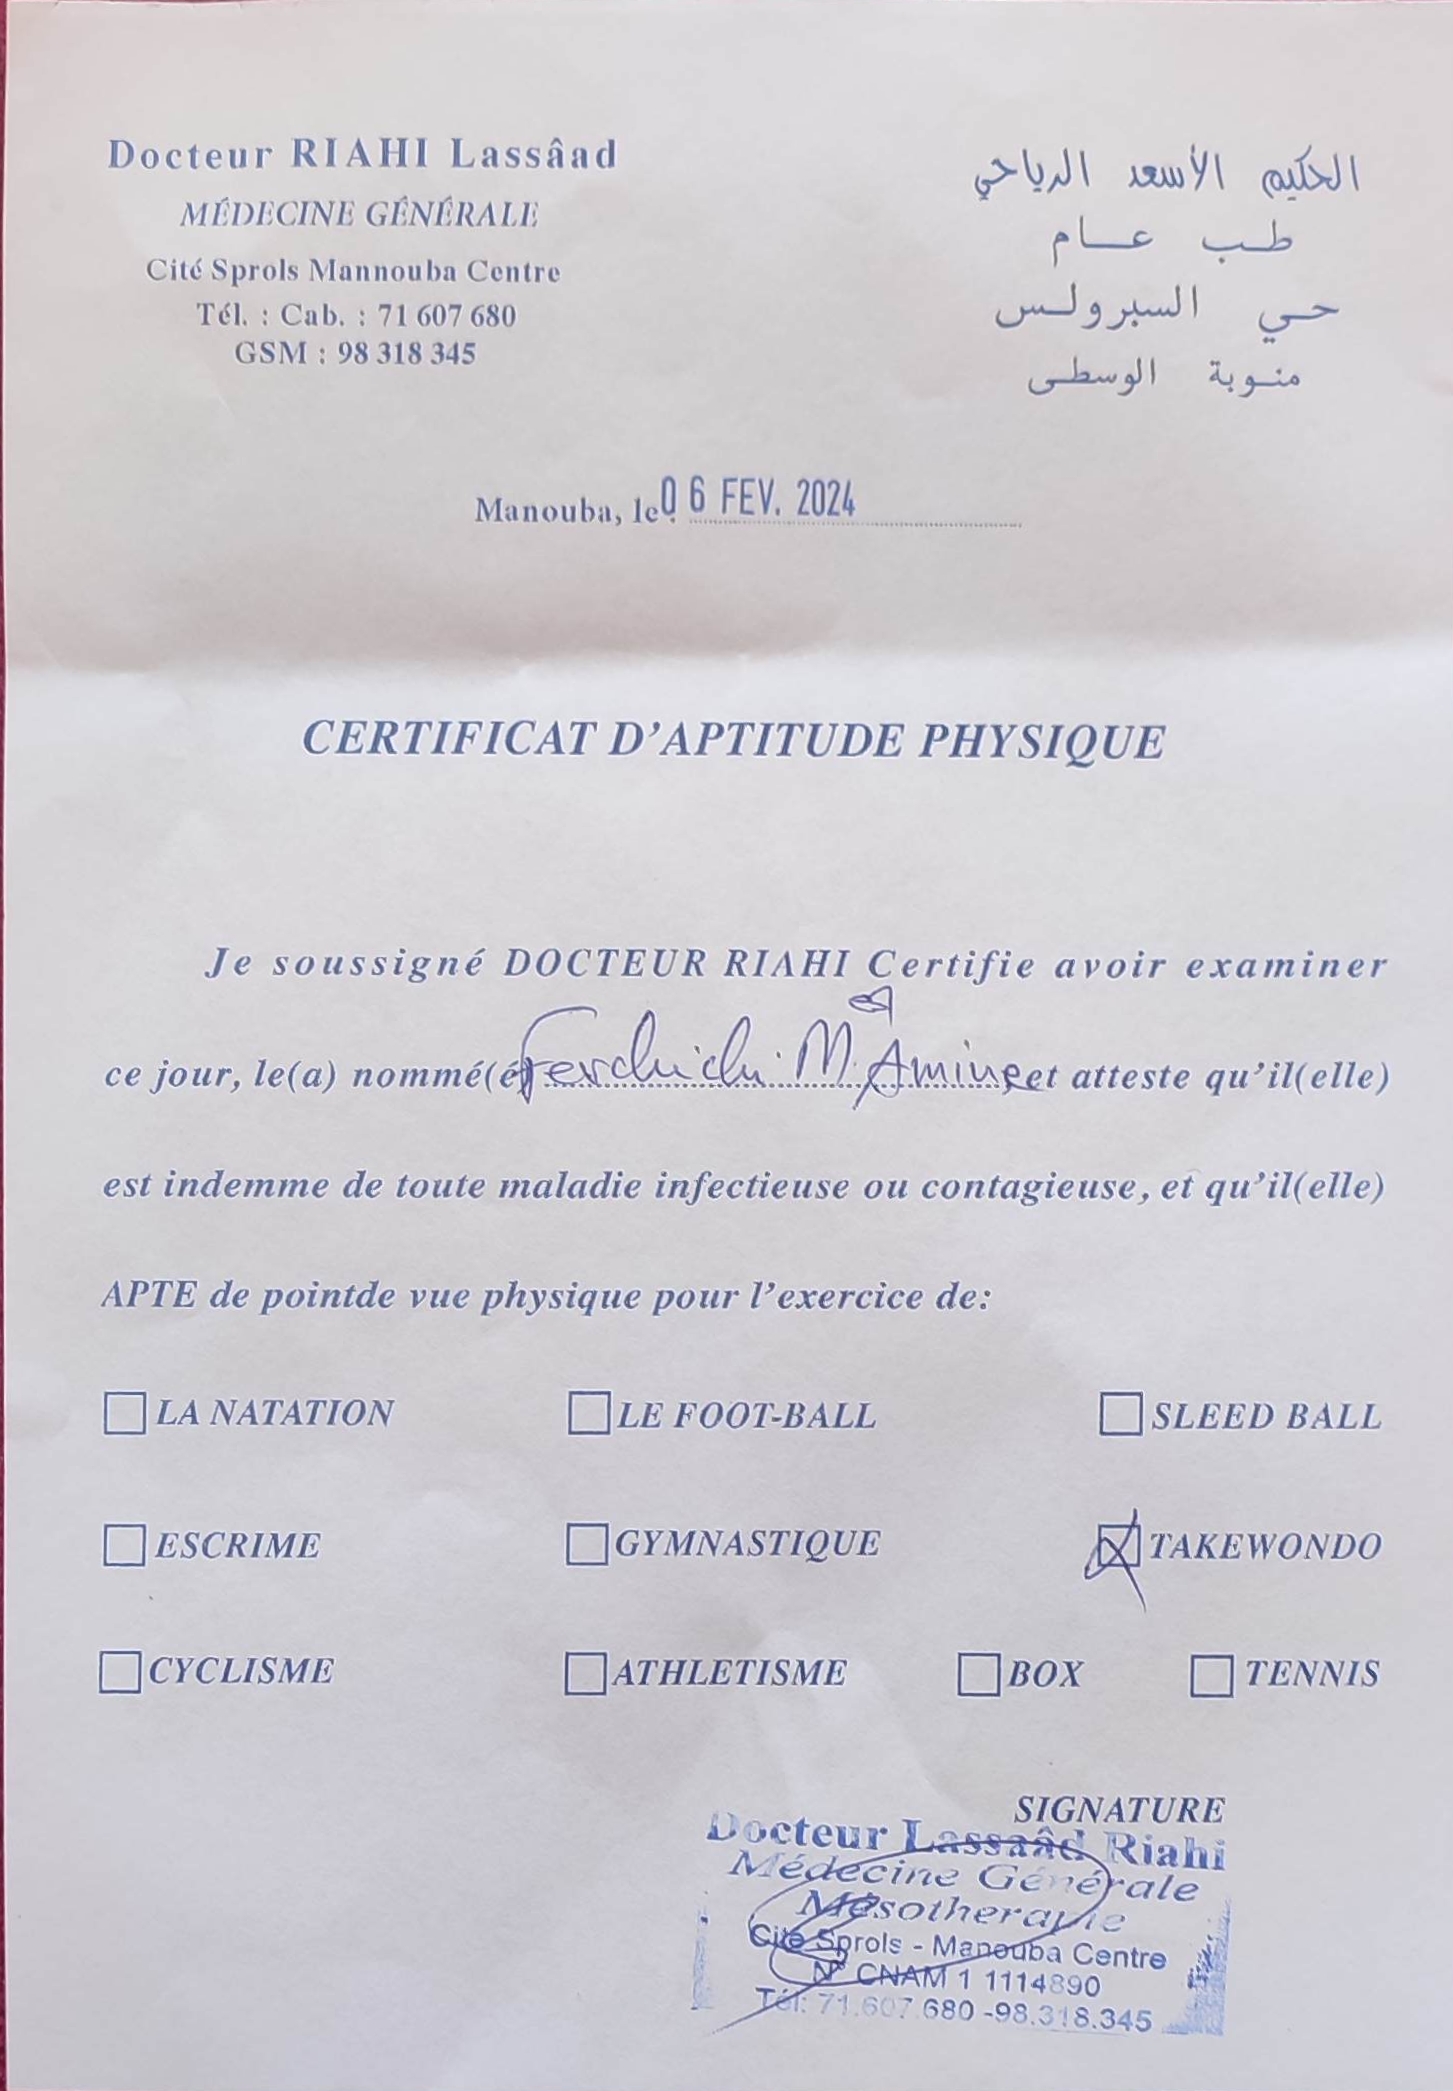 Docteur RIAHI Lassâad
MÉDECINE GÉNÉRALE
Cité Sprols Mannouba Centre
Tél. : Cab. : 71 607 680
GSM : 98 318 345
الحكيم الأسعد الرياحي
طب عام
حي السبرولس
منوبة الوسطى
Manouba, le 06 FEV. 2024
CERTIFICAT D'APTITUDE PHYSIQUE
Je soussigné DOCTEUR RIAHI Certifie avoir examiner
ce jour, le(a) nommé(é) Ferchichi M. Amine et atteste qu'il(elle)
est indemme de toute maladie infectieuse ou contagieuse, et qu'il(elle)
APTE de pointde vue physique pour l'exercice de:
LA NATATION LE FOOT-BALL SLEED BALL
ESCRIME GYMNASTIQUE TAKEWONDO
CYCLISME ATHLETISME BOX TENNIS
SIGNATURE
Docteur Lassaâd Riahi
Médecine Générale
Mésotherapie
Cité Sprols - Manouba Centre
N° CNAM 1 1114890
Tél: 71.607.680 -98.318.345